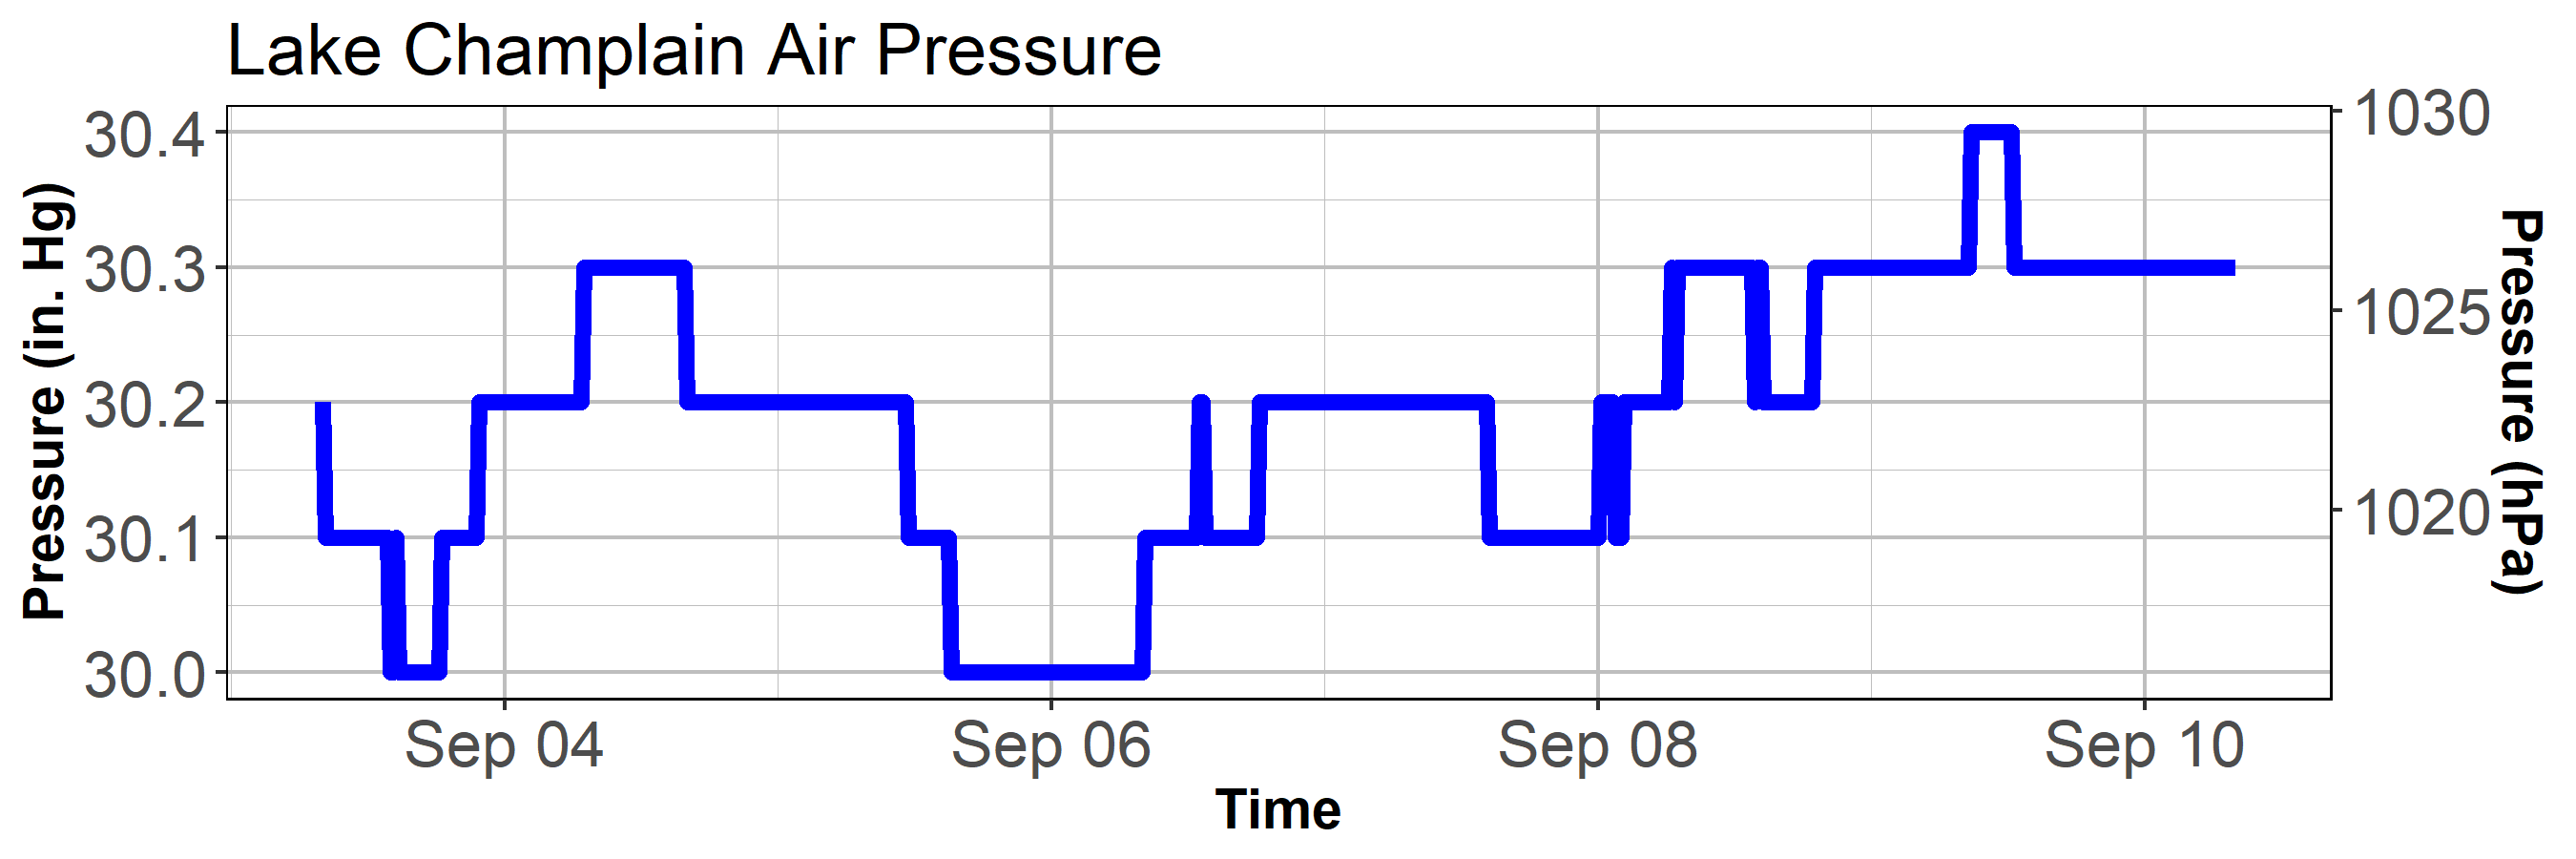 Lake Champlain Air Pressure
Pressure (in. Hg)
30.4
30.3
30.2
30.1
30.0
1030
1025
1020
Pressure (hPa)
Sep 04 Sep 06 Sep 08 Sep 10
Time